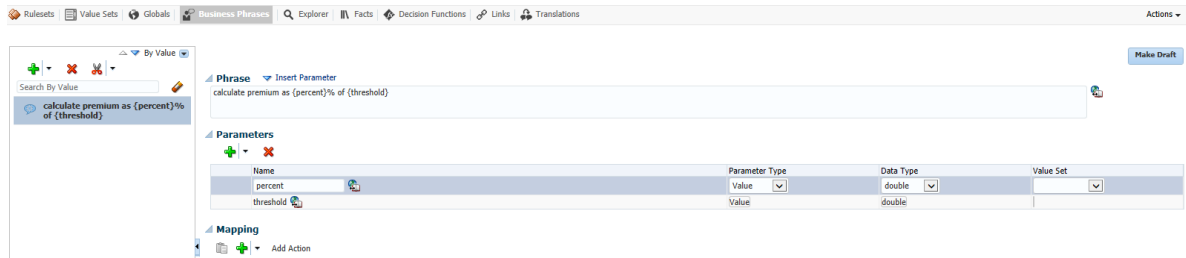 Rulesets Value Sets Globals Business Phrases Explorer Facts Decision Functions Links Translations Actions
By Value
Make Draft
Search By Value
calculate premium as {percent}%
of {threshold}
Phrase Insert Parameter
calculate premium as {percent}% of {threshold}
Parameters
Name Parameter Type Data Type Value Set
percent Value double
threshold Value double
Mapping
Add Action